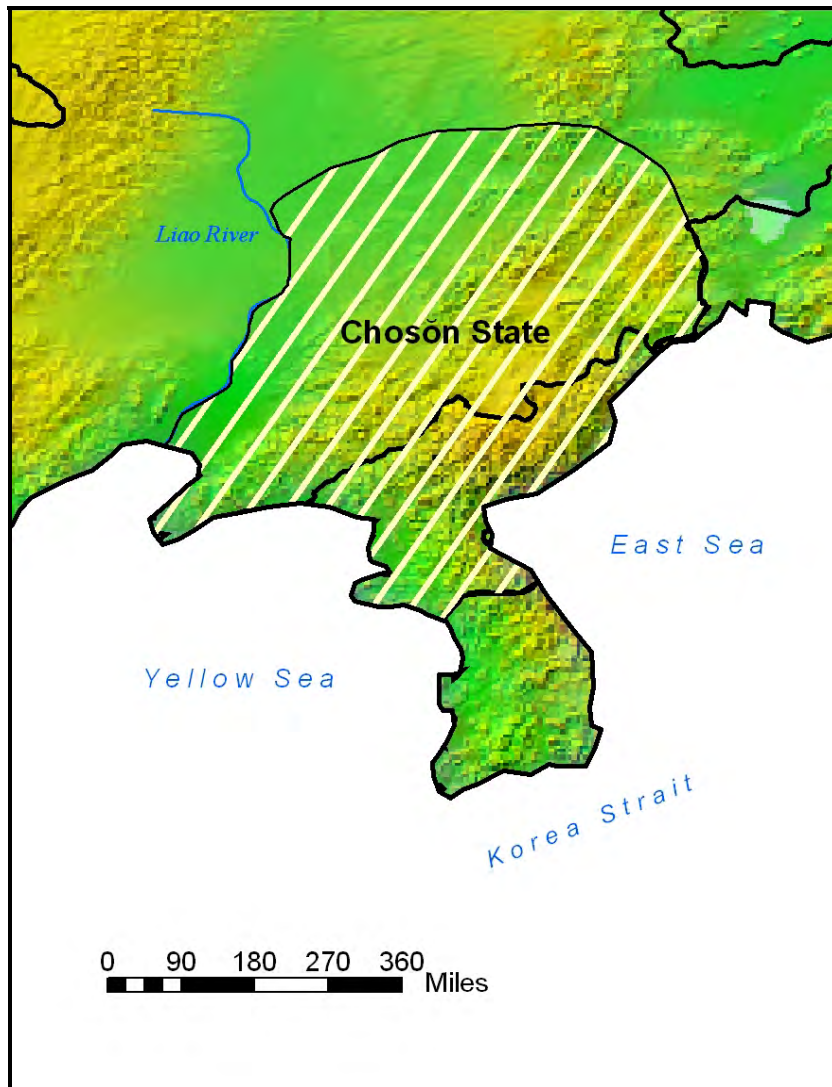 Liao River
Chosŏn State
East Sea
Yellow Sea
Korea Strait
0 90 180 270 360
Miles